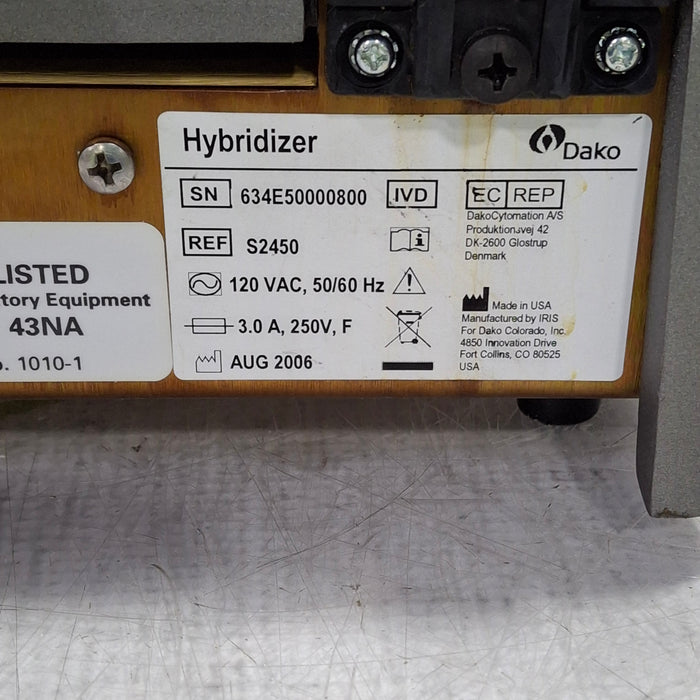 Hybridizer
Dako
SN 634E50000800 IVD EC REP
DakoCytomation A/S
Produktionsvej 42
DK-2600 Glostrup
Denmark
REF S2450
120 VAC, 50/60 Hz
3.0 A, 250V, F
AUG 2006
Made in USA
Manufactured by IRIS
For Dako Colorado, Inc.
4850 Innovation Drive
Fort Collins, CO 80525
USA
LISTED
tory Equipment
43NA
. 1010-1